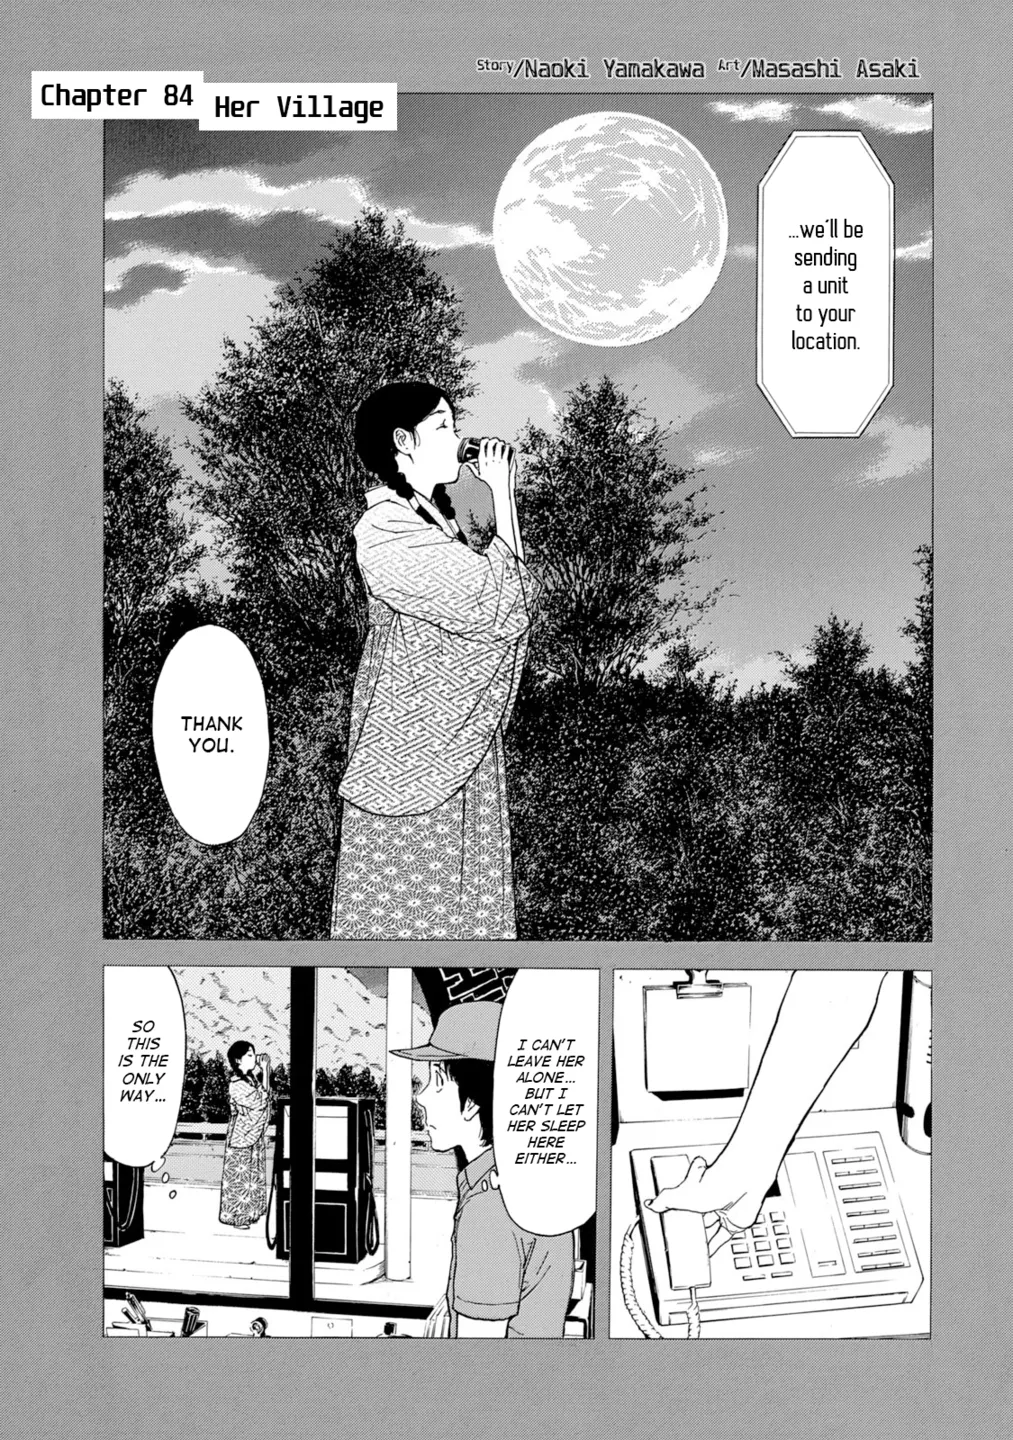 Story/Naoki Yamakawa Art/Masashi Asaki
Chapter 84
Her Village
...we'll be
sending
a unit
to your
location.
THANK
YOU.
I CAN'T
LEAVE HER
ALONE...
BUT I
CAN'T LET
HER SLEEP
HERE
EITHER...
SO
THIS
IS THE
ONLY
WAY...